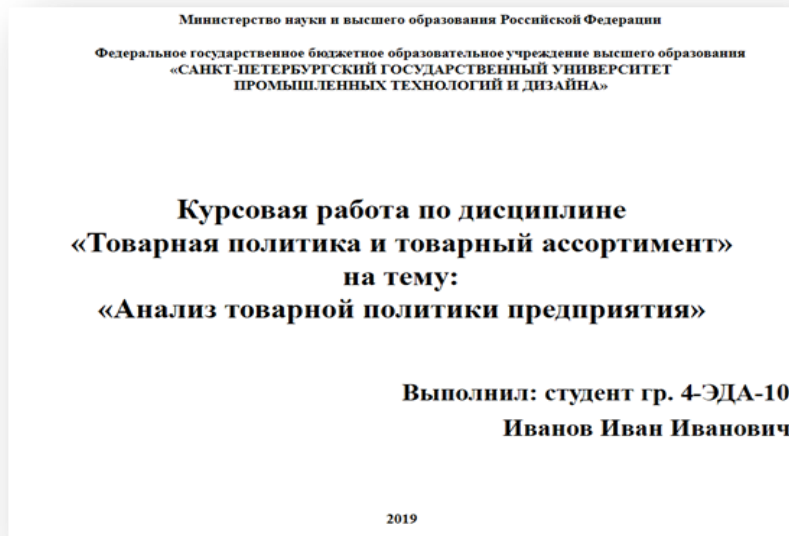 Министерство науки и высшего образования Российской Федерации
Федеральное государственное бюджетное образовательное учреждение высшего образования
«САНКТ-ПЕТЕРБУРГСКИЙ ГОСУДАРСТВЕННЫЙ УНИВЕРСИТЕТ
ПРОМЫШЛЕННЫХ ТЕХНОЛОГИЙ И ДИЗАЙНА»
Курсовая работа по дисциплине
«Товарная политика и товарный ассортимент»
на тему:
«Анализ товарной политики предприятия»
Выполнил: студент гр. 4-ЭДА-10
Иванов Иван Иванович
2019